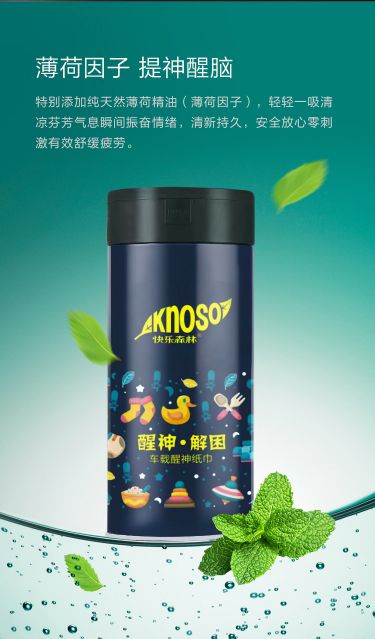 薄荷因子 提神醒脑
特别添加纯天然薄荷精油（薄荷因子），轻轻一吸清
凉芬芳气息瞬间振奋情绪，清新持久，安全放心零刺
激有效舒缓疲劳。
KNOSO®
快乐森林
醒神·解困
车载醒神纸巾